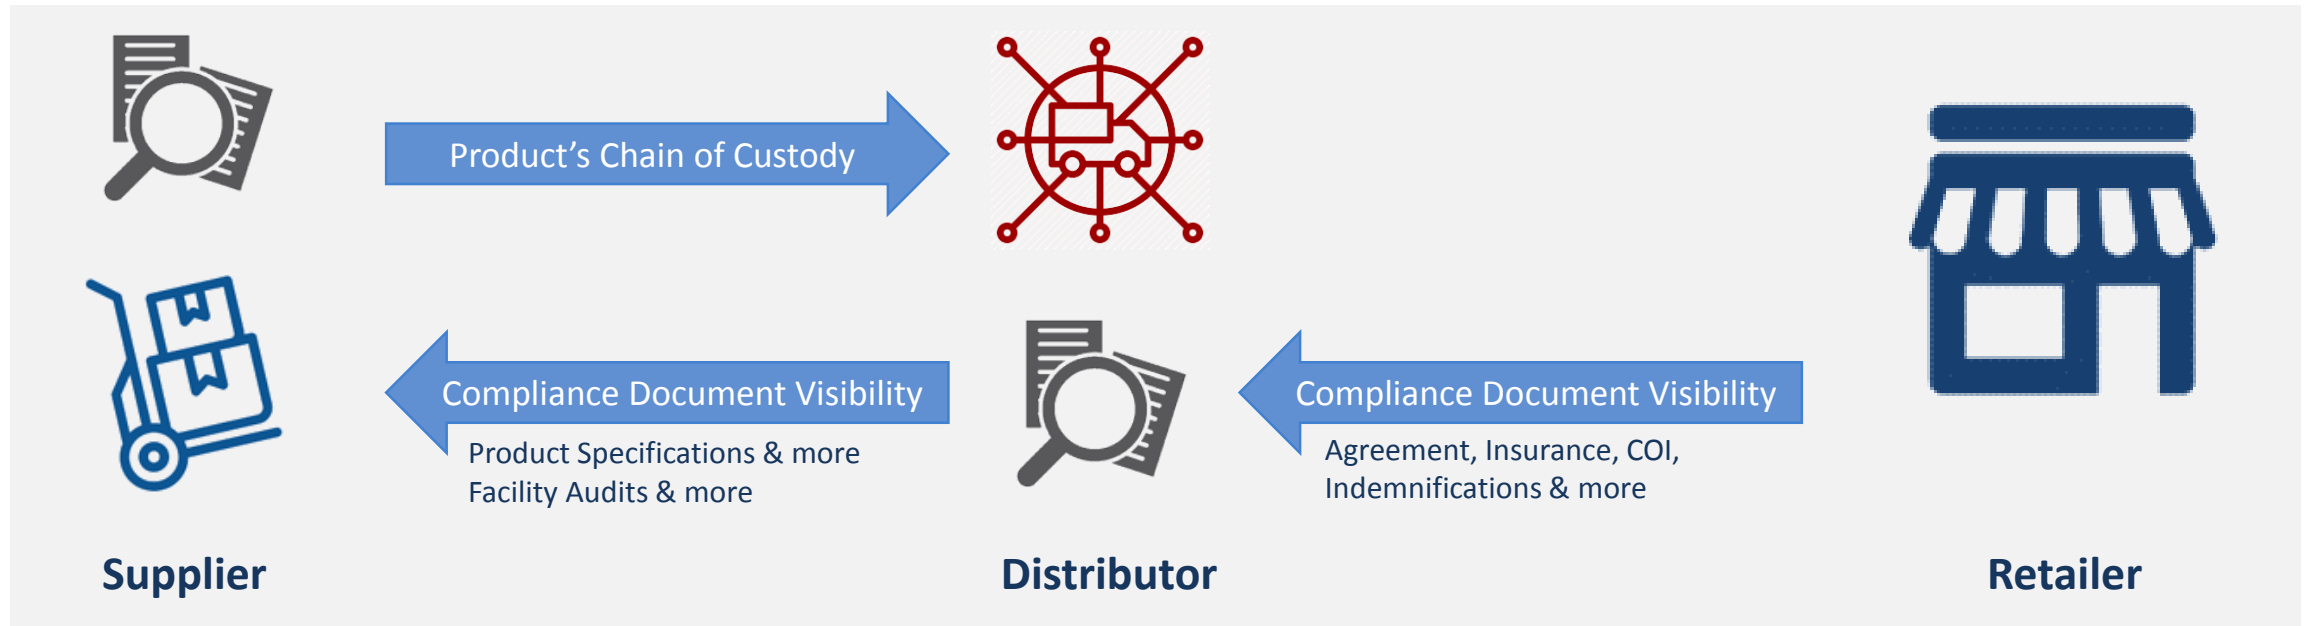 Product’s Chain of Custody
Compliance Document Visibility
Product Specifications & more
Facility Audits & more
Compliance Document Visibility
Agreement, Insurance, COI,
Indemnifications & more
Supplier
Distributor
Retailer